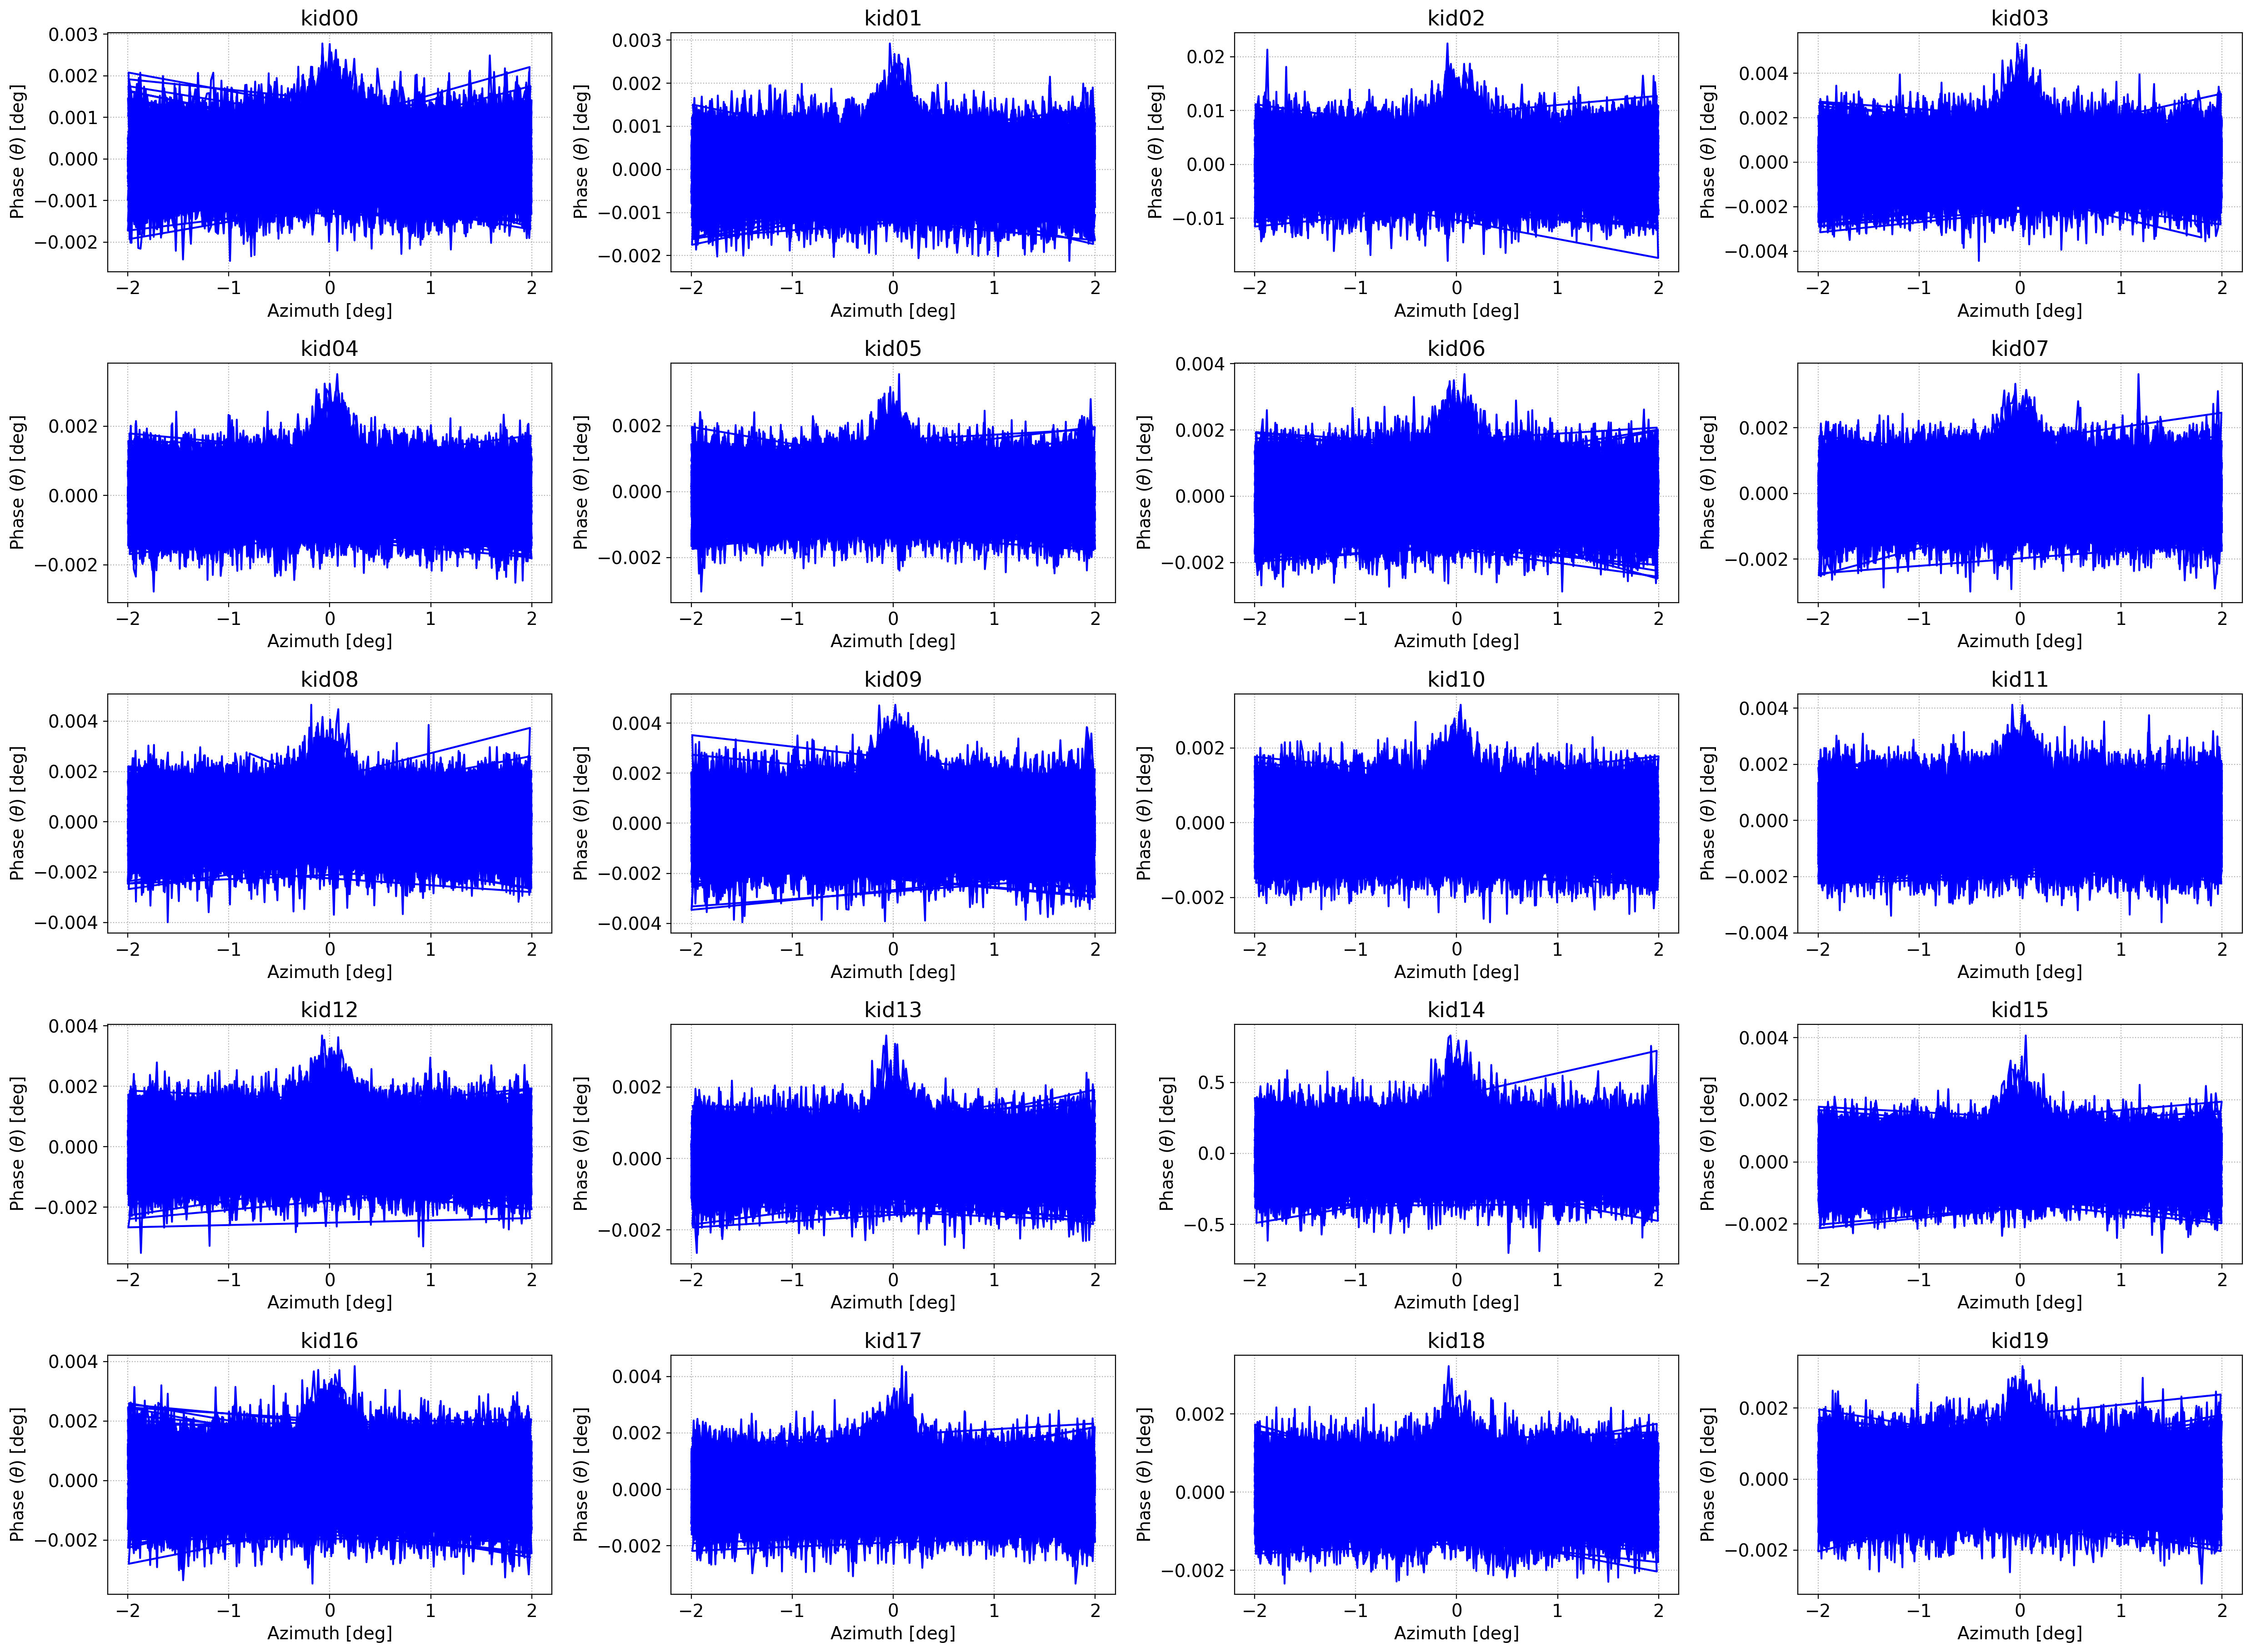 kid00
0.003
0.002
0.001
0.000
−0.001
−0.002
Phase (θ) [deg]
−2 −1 0 1 2
Azimuth [deg]
kid01
0.003
0.002
0.001
0.000
−0.001
−0.002
Phase (θ) [deg]
−2 −1 0 1 2
Azimuth [deg]
kid02
0.02
0.01
0.00
−0.01
Phase (θ) [deg]
−2 −1 0 1 2
Azimuth [deg]
kid03
0.004
0.002
0.000
−0.002
−0.004
Phase (θ) [deg]
−2 −1 0 1 2
Azimuth [deg]
kid04
0.002
0.000
−0.002
Phase (θ) [deg]
−2 −1 0 1 2
Azimuth [deg]
kid05
0.002
0.000
−0.002
Phase (θ) [deg]
−2 −1 0 1 2
Azimuth [deg]
kid06
0.004
0.002
0.000
−0.002
Phase (θ) [deg]
−2 −1 0 1 2
Azimuth [deg]
kid07
0.002
0.000
−0.002
Phase (θ) [deg]
−2 −1 0 1 2
Azimuth [deg]
kid08
0.004
0.002
0.000
−0.002
−0.004
Phase (θ) [deg]
−2 −1 0 1 2
Azimuth [deg]
kid09
0.004
0.002
0.000
−0.002
−0.004
Phase (θ) [deg]
−2 −1 0 1 2
Azimuth [deg]
kid10
0.002
0.000
−0.002
Phase (θ) [deg]
−2 −1 0 1 2
Azimuth [deg]
kid11
0.004
0.002
0.000
−0.002
−0.004
Phase (θ) [deg]
−2 −1 0 1 2
Azimuth [deg]
kid12
0.004
0.002
0.000
−0.002
Phase (θ) [deg]
−2 −1 0 1 2
Azimuth [deg]
kid13
0.002
0.000
−0.002
Phase (θ) [deg]
−2 −1 0 1 2
Azimuth [deg]
kid14
0.5
0.0
−0.5
Phase (θ) [deg]
−2 −1 0 1 2
Azimuth [deg]
kid15
0.004
0.002
0.000
−0.002
Phase (θ) [deg]
−2 −1 0 1 2
Azimuth [deg]
kid16
0.004
0.002
0.000
−0.002
Phase (θ) [deg]
−2 −1 0 1 2
Azimuth [deg]
kid17
0.004
0.002
0.000
−0.002
Phase (θ) [deg]
−2 −1 0 1 2
Azimuth [deg]
kid18
0.002
0.000
−0.002
Phase (θ) [deg]
−2 −1 0 1 2
Azimuth [deg]
kid19
0.002
0.000
−0.002
Phase (θ) [deg]
−2 −1 0 1 2
Azimuth [deg]